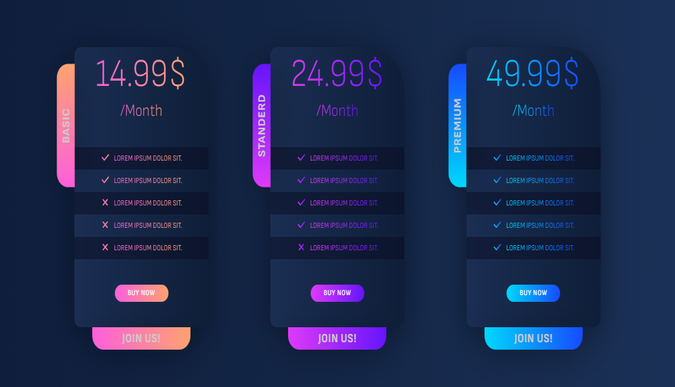 BASIC
14.99$
/Month
✓ LOREM IPSUM DOLOR SIT.
✓ LOREM IPSUM DOLOR SIT.
✗ LOREM IPSUM DOLOR SIT.
✗ LOREM IPSUM DOLOR SIT.
✗ LOREM IPSUM DOLOR SIT.
BUY NOW
JOIN US!
STANDERD
24.99$
/Month
✓ LOREM IPSUM DOLOR SIT.
✓ LOREM IPSUM DOLOR SIT.
✓ LOREM IPSUM DOLOR SIT.
✓ LOREM IPSUM DOLOR SIT.
✗ LOREM IPSUM DOLOR SIT.
BUY NOW
JOIN US!
PREMIUM
49.99$
/Month
✓ LOREM IPSUM DOLOR SIT.
✓ LOREM IPSUM DOLOR SIT.
✓ LOREM IPSUM DOLOR SIT.
✓ LOREM IPSUM DOLOR SIT.
✓ LOREM IPSUM DOLOR SIT.
BUY NOW
JOIN US!